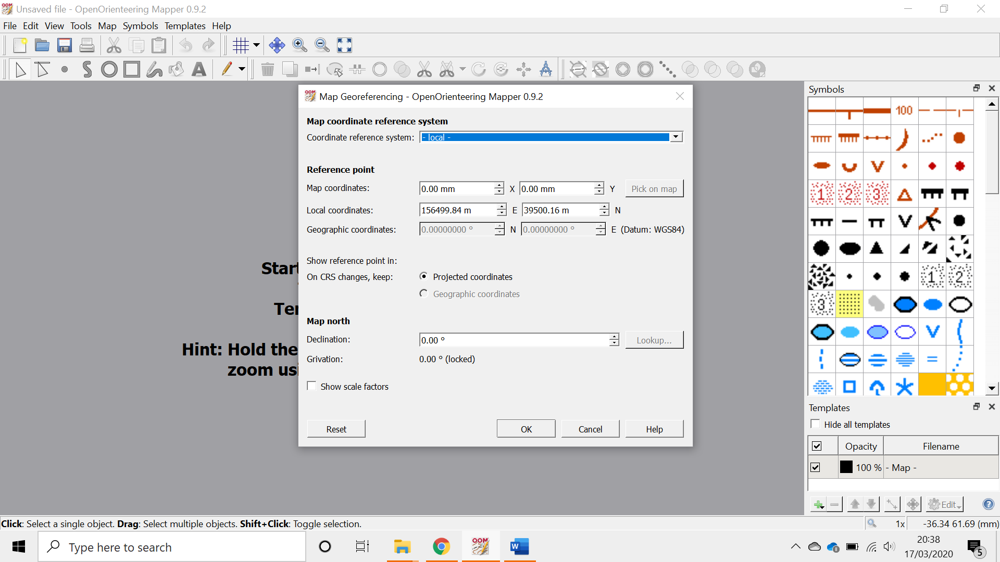 Unsaved file - OpenOrienteering Mapper 0.9.2
File Edit View Tools Map Symbols Templates Help
Map Georeferencing - OpenOrienteering Mapper 0.9.2
Map coordinate reference system
Coordinate reference system: - local -
Reference point
Map coordinates: 0.00 mm X 0.00 mm Y Pick on map
Local coordinates: 156499.84 m E 39500.16 m N
Geographic coordinates: 0.00000000 ° N 0.00000000 ° E (Datum: WGS84)
Show reference point in:
On CRS changes, keep: Projected coordinates
Geographic coordinates
Map north
Declination: 0.00 ° Lookup...
Grivation: 0.00 ° (locked)
Show scale factors
Reset OK Cancel Help
Start
Hint: Hold the
zoom
Symbols
100
1 2 3
1 2
3
Templates
Hide all templates
Opacity Filename
100 % - Map -
Edit
Click: Select a single object. Drag: Select multiple objects. Shift+Click: Toggle selection.
1x -36.34 61.69 (mm)
Type here to search
OOM
W
20:38
17/03/2020
5